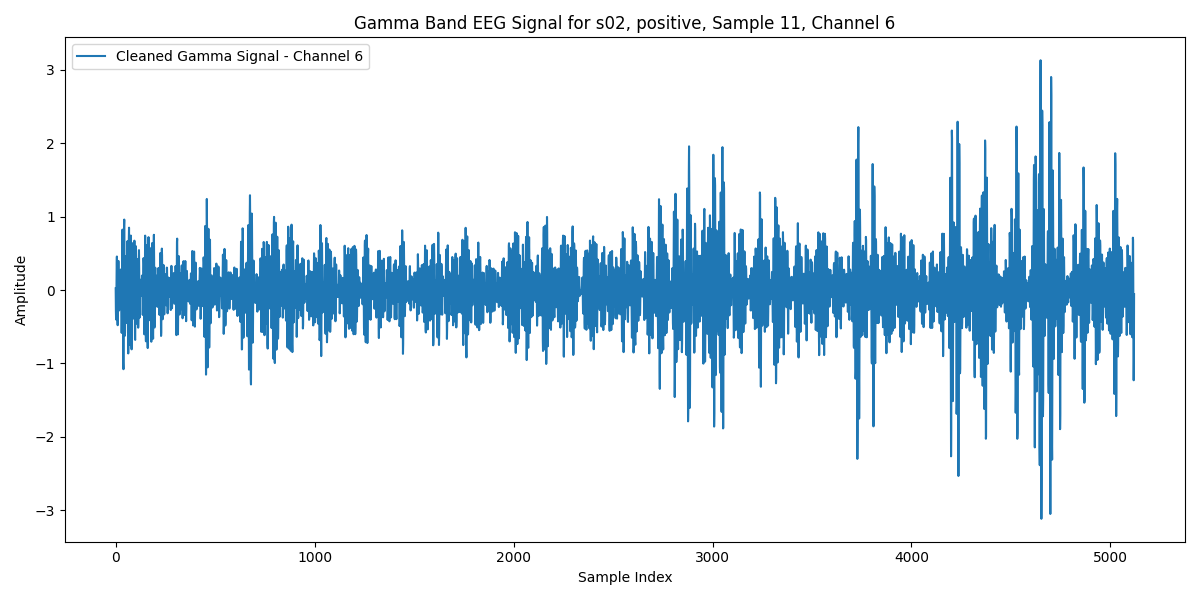 Gamma Band EEG Signal for s02, positive, Sample 11, Channel 6
Cleaned Gamma Signal - Channel 6
3
2
1
0
−1
−2
−3
Amplitude
0 1000 2000 3000 4000 5000
Sample Index